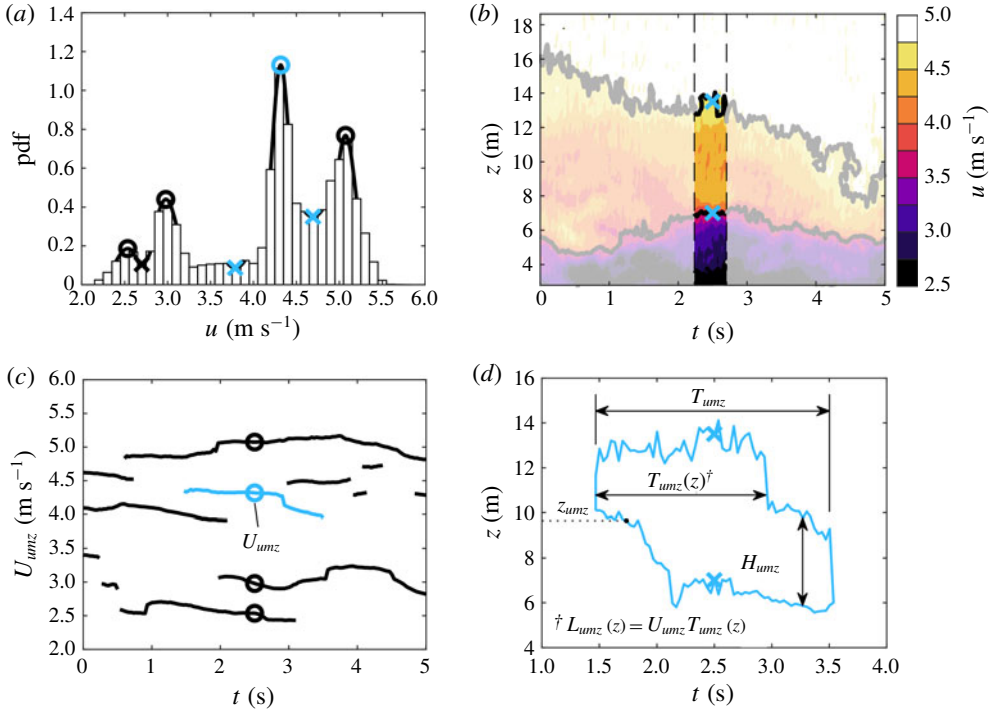 (a)
1.4
1.2
1.0
0.8
0.6
0.4
0.2
0
pdf
2.0 2.5 3.0 3.5 4.0 4.5 5.0 5.5 6.0
u (m s⁻¹)
(b)
18
16
14
12
10
8
6
4
z (m)
0 1 2 3 4 5
t (s)
5.0
4.5
4.0
3.5
3.0
2.5
u (m s⁻¹)
(c)
6.0
5.5
5.0
4.5
4.0
3.5
3.0
2.5
2.0
U_umz (m s⁻¹)
U_umz
0 1 2 3 4 5
t (s)
(d)
16
14
12
10
8
6
4
z (m)
T_umz
T_umz(z)†
z_umz
H_umz
† L_umz(z) = U_umz T_umz(z)
1.0 1.5 2.0 2.5 3.0 3.5 4.0
t (s)